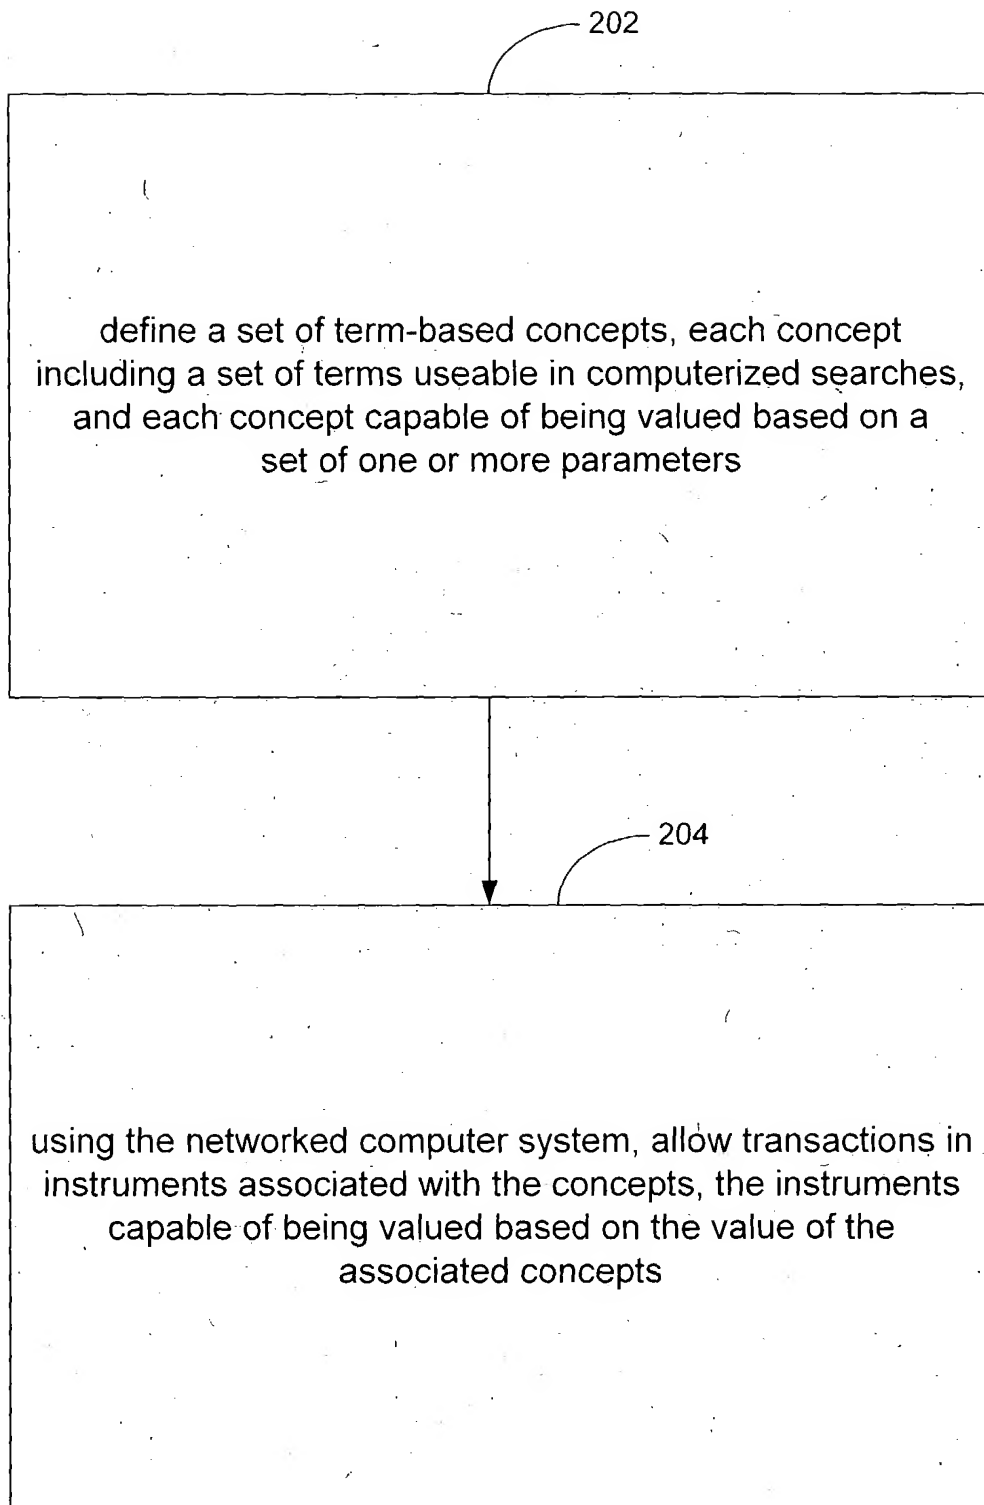 202
define a set of term-based concepts, each concept
including a set of terms useable in computerized searches,
and each concept capable of being valued based on a
set of one or more parameters
204
using the networked computer system, allow transactions in
instruments associated with the concepts, the instruments
capable of being valued based on the value of the
associated concepts